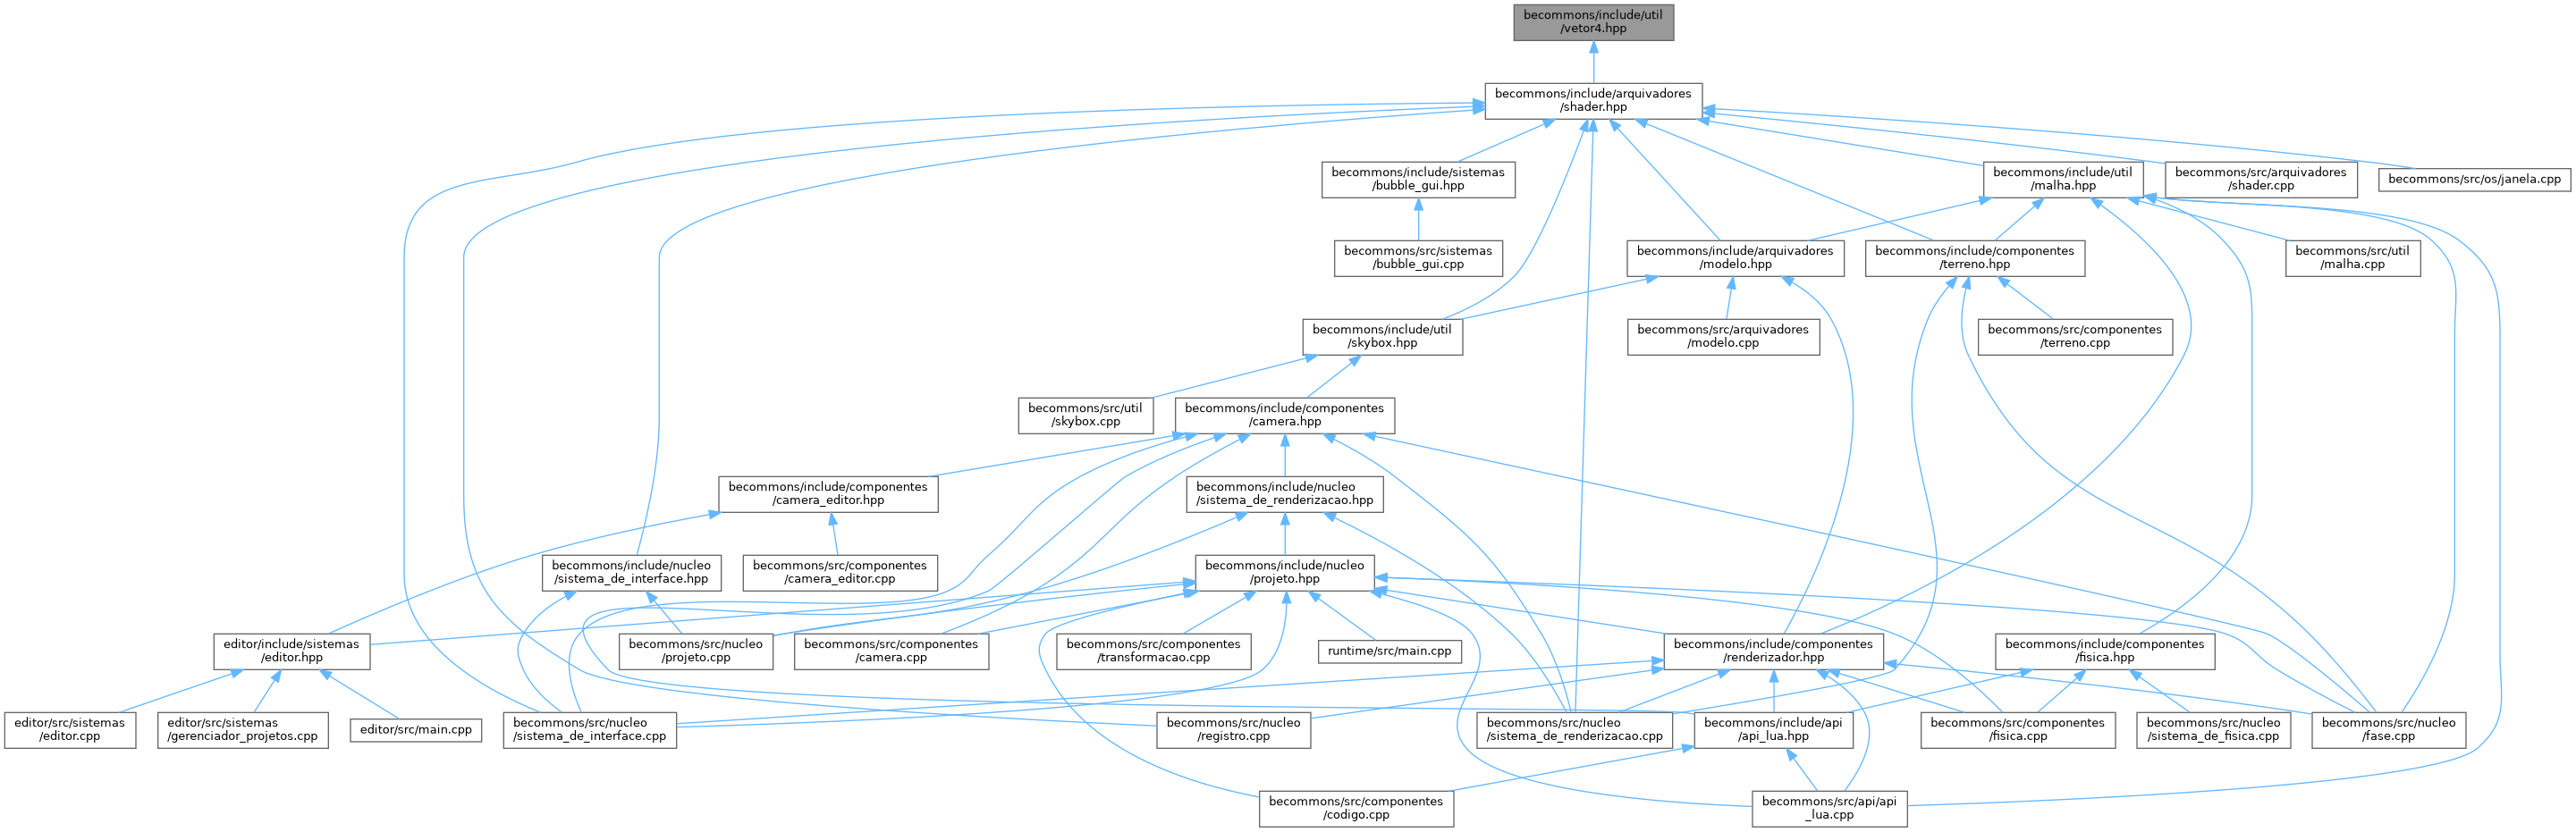 becommons/include/util
/vetor4.hpp
becommons/include/arquivadores
/shader.hpp
becommons/include/sistemas
/bubble_gui.hpp
becommons/include/util
/malha.hpp
becommons/src/arquivadores
/shader.cpp
becommons/src/os/janela.cpp
becommons/src/sistemas
/bubble_gui.cpp
becommons/include/arquivadores
/modelo.hpp
becommons/include/componentes
/terreno.hpp
becommons/src/util
/malha.cpp
becommons/include/util
/skybox.hpp
becommons/src/arquivadores
/modelo.cpp
becommons/src/componentes
/terreno.cpp
becommons/src/util
/skybox.cpp
becommons/include/componentes
/camera.hpp
becommons/include/componentes
/camera_editor.hpp
becommons/include/nucleo
/sistema_de_renderizacao.hpp
becommons/include/nucleo
/sistema_de_interface.hpp
becommons/src/componentes
/camera_editor.cpp
becommons/include/nucleo
/projeto.hpp
editor/include/sistemas
/editor.hpp
becommons/src/nucleo
/projeto.cpp
becommons/src/componentes
/camera.cpp
becommons/src/componentes
/transformacao.cpp
runtime/src/main.cpp
becommons/include/componentes
/renderizador.hpp
becommons/include/componentes
/fisica.hpp
editor/src/sistemas
/editor.cpp
editor/src/sistemas
/gerenciador_projetos.cpp
editor/src/main.cpp
becommons/src/nucleo
/sistema_de_interface.cpp
becommons/src/nucleo
/registro.cpp
becommons/src/nucleo
/sistema_de_renderizacao.cpp
becommons/include/api
/api_lua.hpp
becommons/src/componentes
/fisica.cpp
becommons/src/nucleo
/sistema_de_fisica.cpp
becommons/src/nucleo
/fase.cpp
becommons/src/componentes
/codigo.cpp
becommons/src/api/api
_lua.cpp